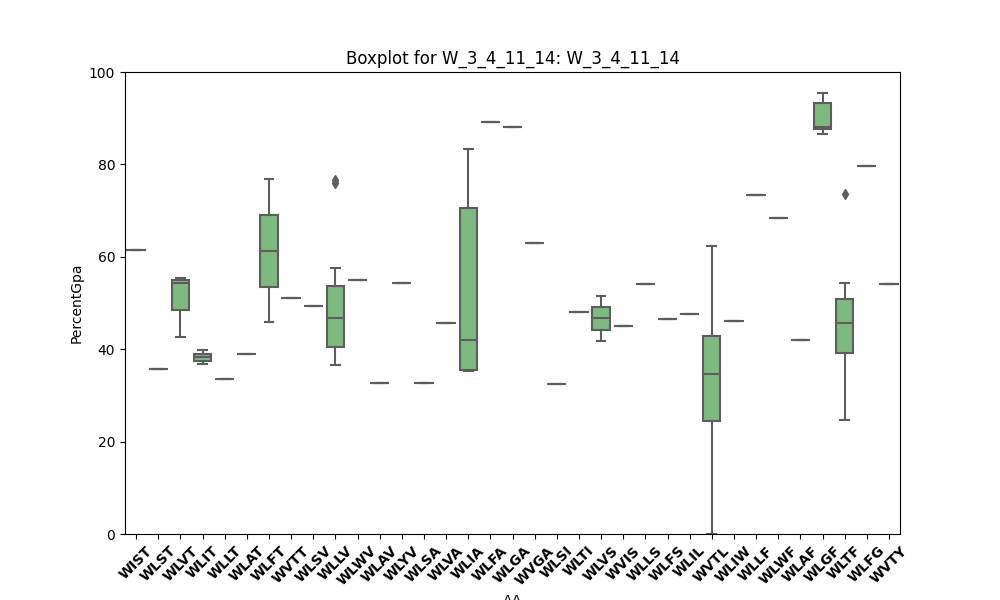 Boxplot for W_3_4_11_14: W_3_4_11_14
100
80
60
40
20
0
PercentGpa
WIST
WLST
WLVT
WLIT
WLLT
WLAT
WLFT
WVTT
WLSV
WLLV
WLWV
WLAV
WLYV
WLSA
WLVA
WLIA
WLFA
WLGA
WVGA
WLSI
WLTI
WLVS
WVIS
WLLS
WLFS
WLIL
WVTL
WLIW
WLLF
WLWF
WLAF
WLGF
WLTF
WLFG
WVTY
AA